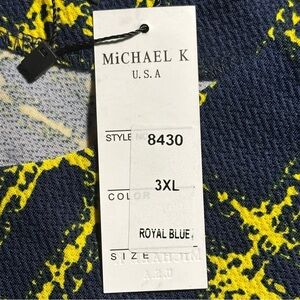 MiCHAEL K
U.S.A
STYLE
8430
3XL
COLOR
ROYAL BLUE
SIZE
U.S.A